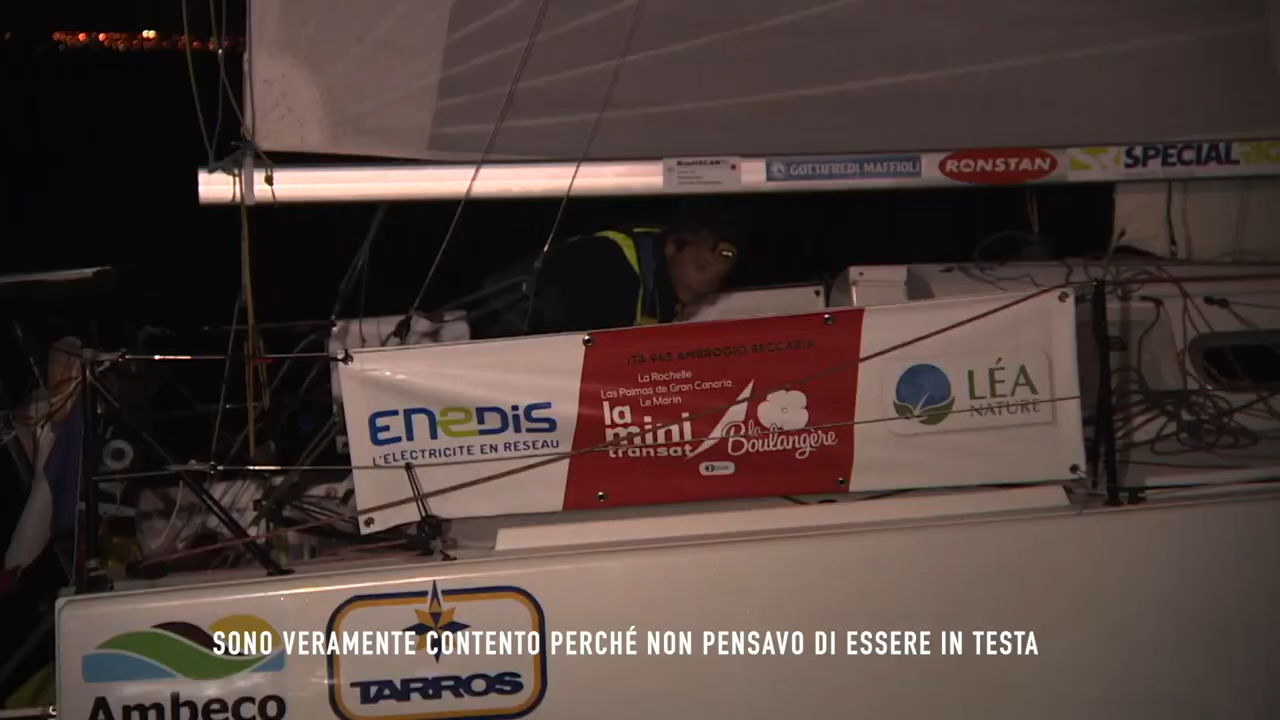 NautiSCAN
GOTTIFREDI MAFFIOLI
RONSTAN
SPECIAL
ITA 943 AMBROGIO BECCARIA
La Rochelle
Las Palmas de Gran Canaria
Le Marin
la mini transat
la Boulangère
ENEDIS
L'ELECTRICITE EN RESEAU
LÉA
NATURE
Ambeco
TARROS
SONO VERAMENTE CONTENTO PERCHÉ NON PENSAVO DI ESSERE IN TESTA